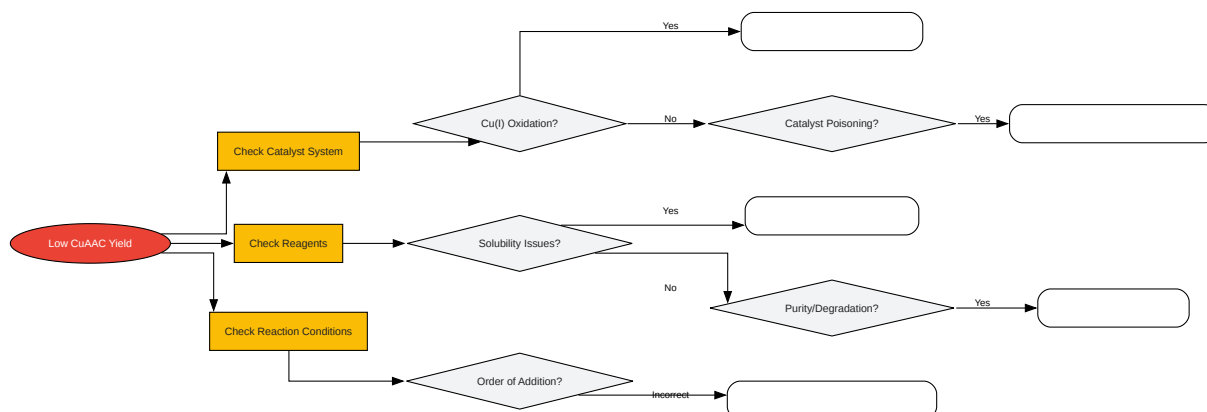 Yes
Cu(I) Oxidation?
No
Catalyst Poisoning?
Yes
Check Catalyst System
Low CuAAC Yield
Check Reagents
Solubility Issues?
Yes
No
Purity/Degradation?
Yes
Check Reaction Conditions
Order of Addition?
Incorrect